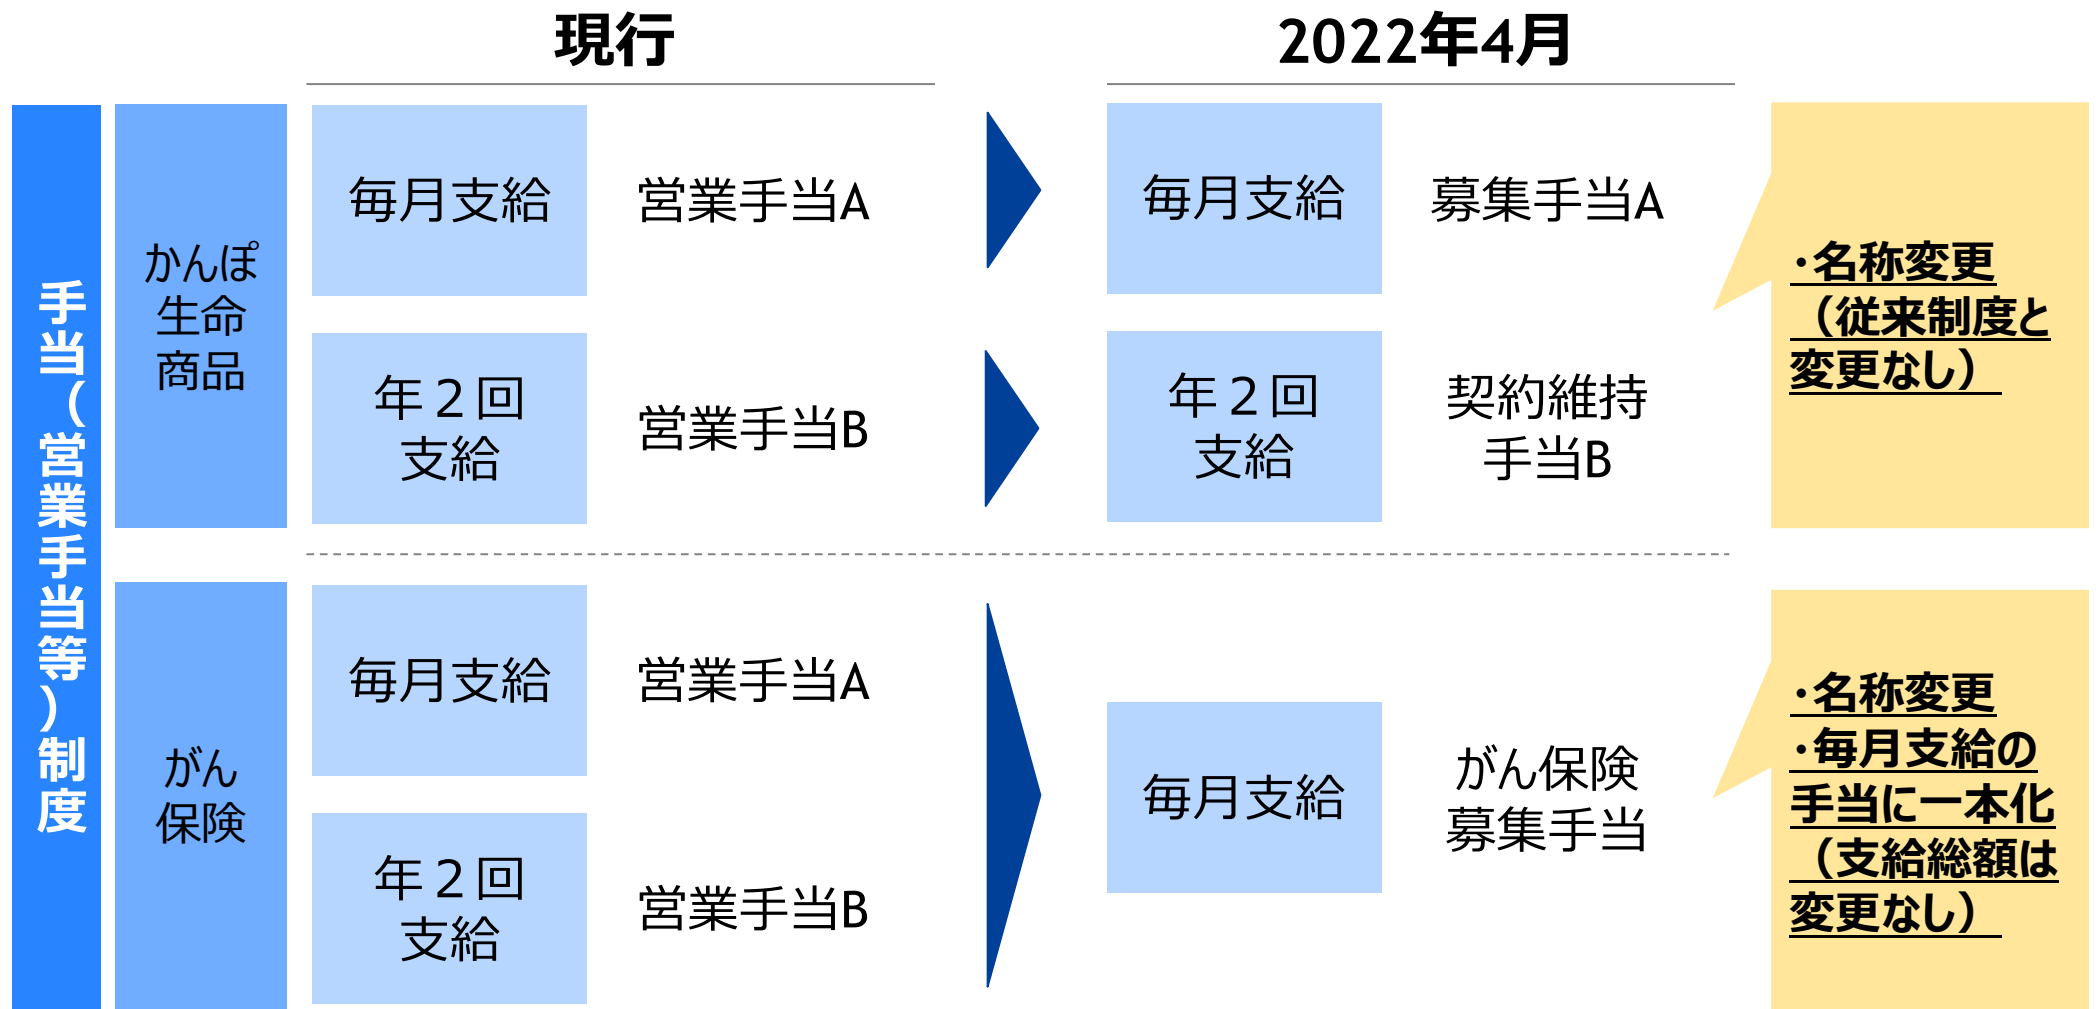 現行
2022年4月
手当（営業手当等）制度
かんぽ
生命
商品
毎月支給
営業手当A
毎月支給
募集手当A
年２回
支給
営業手当B
年２回
支給
契約維持
手当B
・名称変更
（従来制度と
変更なし）
がん
保険
毎月支給
営業手当A
年２回
支給
営業手当B
毎月支給
がん保険
募集手当
・名称変更
・毎月支給の
手当に一本化
（支給総額は
変更なし）